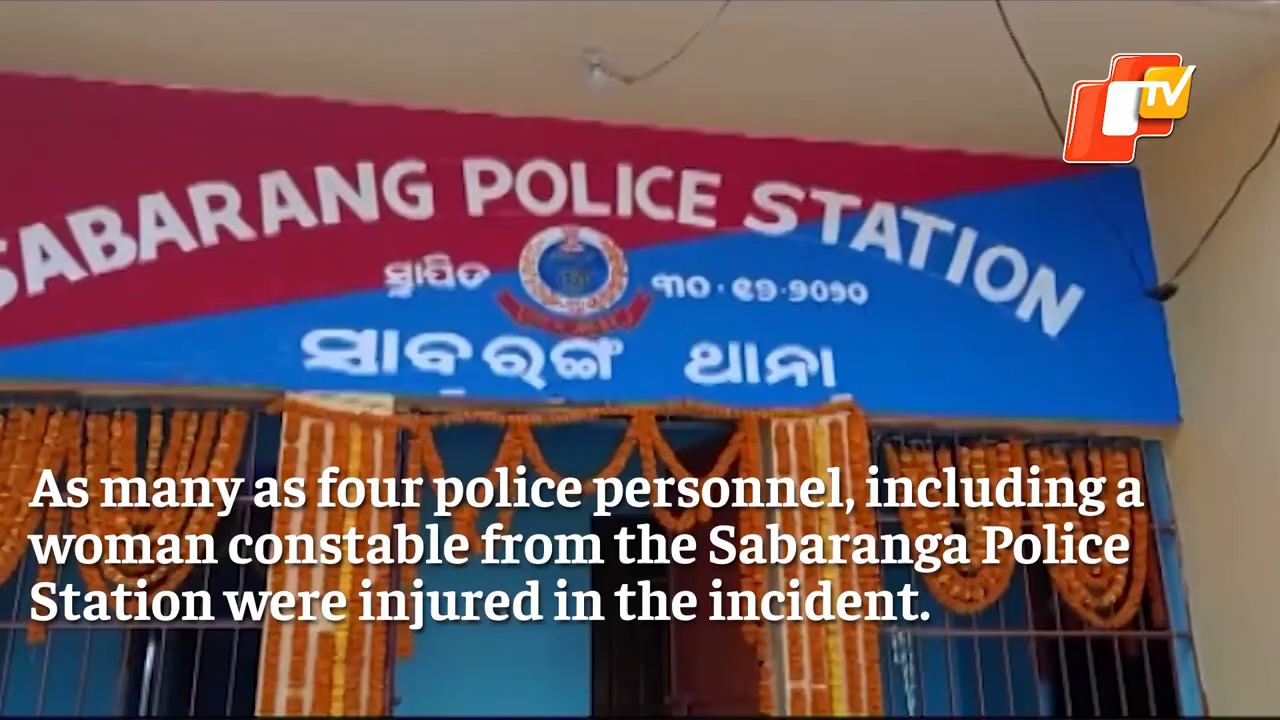 TV
SABARANG POLICE STATION
ସ୍ଥାପିତ ୩୦.୧୨.୨୦୨୦
ସାବରଙ୍ଗ ଥାନା
As many as four police personnel, including a
woman constable from the Sabaranga Police
Station were injured in the incident.